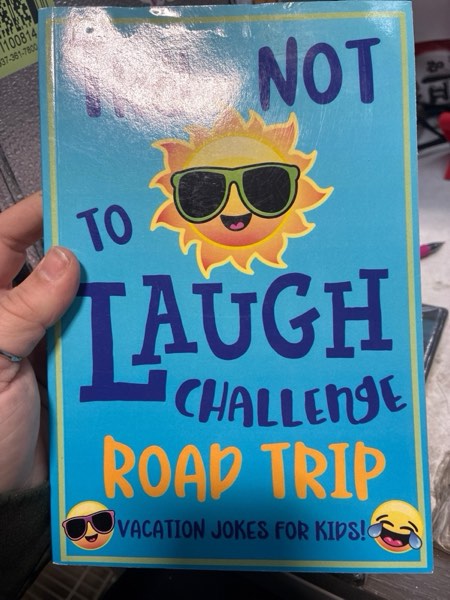 NOT
TO
LAUGH
CHALLENGE
ROAD TRIP
VACATION JOKES FOR KIDS!